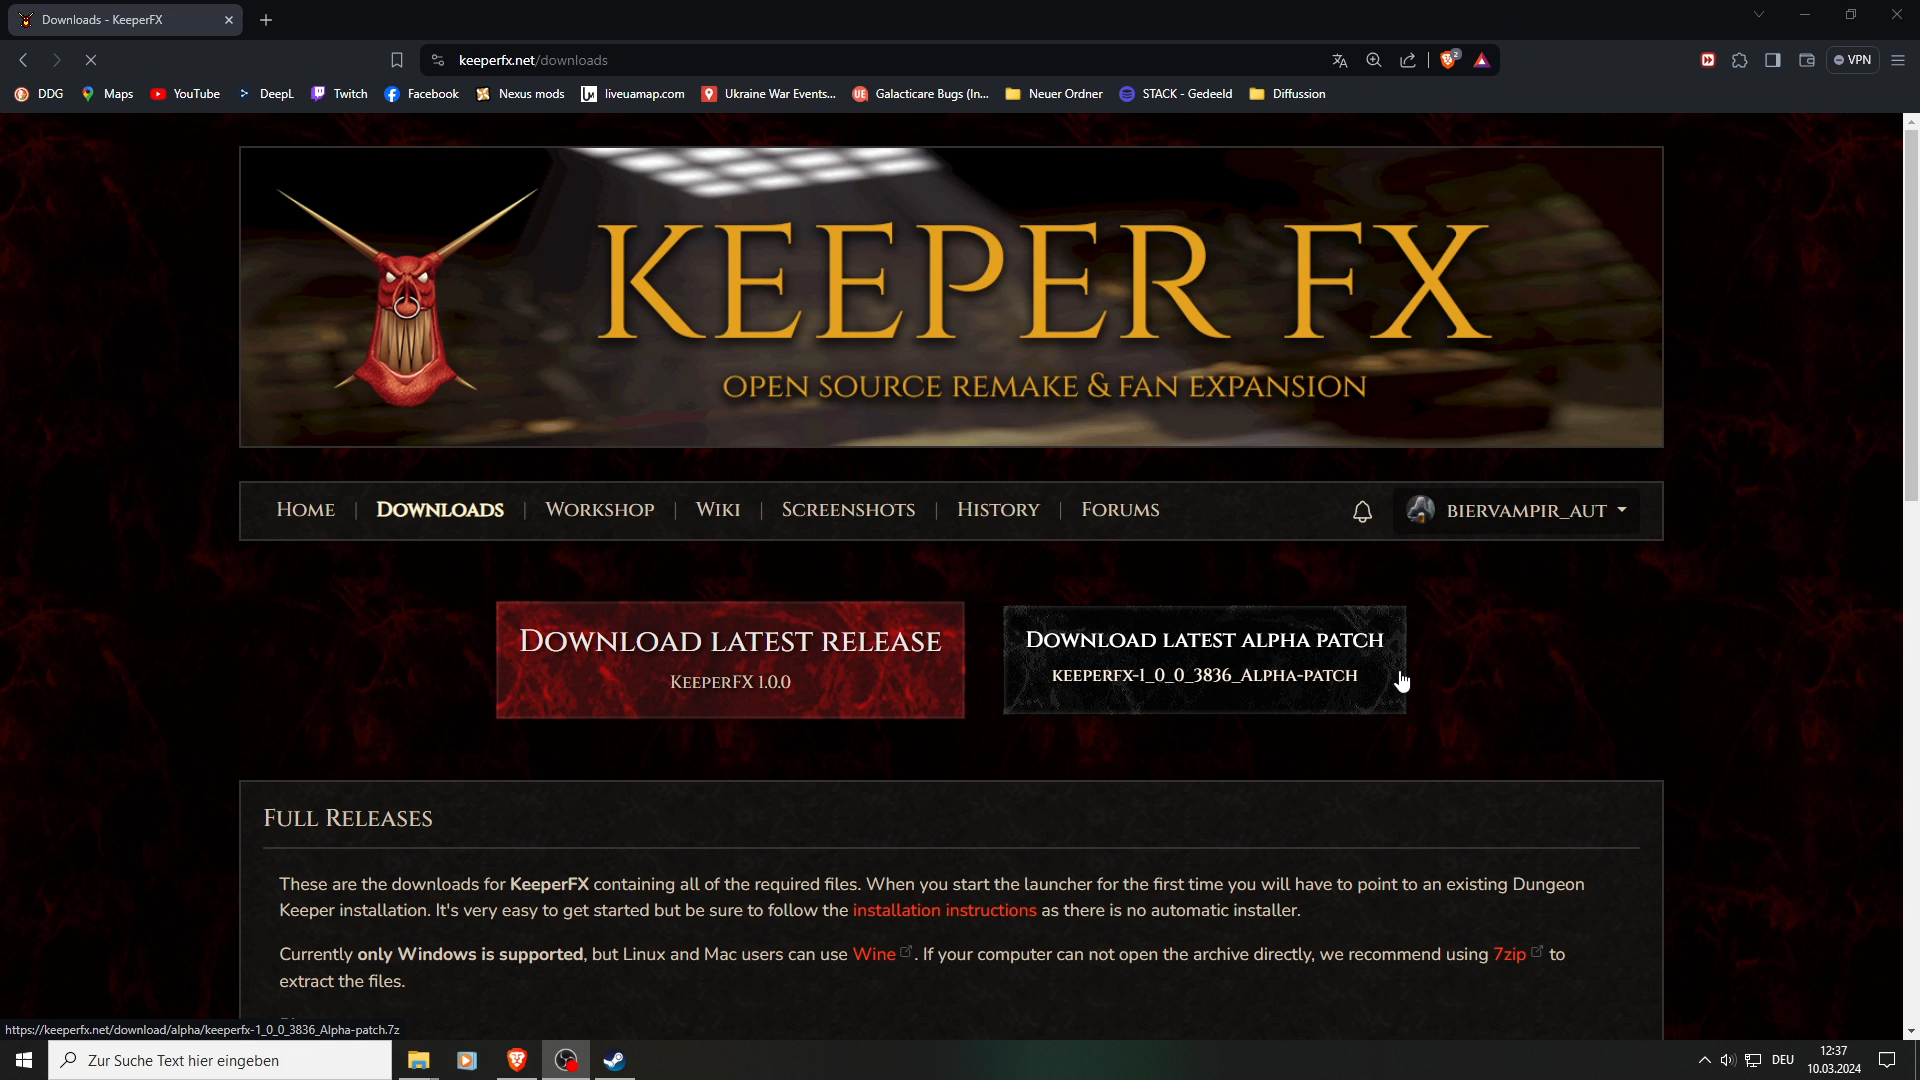 Downloads - KeeperFX
keeperfx.net/downloads
2
VPN
DDG
Maps
YouTube
DeepL
Twitch
Facebook
Nexus mods
liveuamap.com
Ukraine War Events...
Galacticare Bugs (In...
Neuer Ordner
STACK - Gedeeld
Diffussion
KEEPER FX
OPEN SOURCE REMAKE & FAN EXPANSION
HOME | DOWNLOADS | WORKSHOP | WIKI | SCREENSHOTS | HISTORY | FORUMS
BIERVAMPIR_AUT
DOWNLOAD LATEST RELEASE
KEEPERFX 1.0.0
DOWNLOAD LATEST ALPHA PATCH
KEEPERFX-1_0_0_3836_ALPHA-PATCH
FULL RELEASES
These are the downloads for KeeperFX containing all of the required files. When you start the launcher for the first time you will have to point to an existing Dungeon
Keeper installation. It's very easy to get started but be sure to follow the installation instructions as there is no automatic installer.
Currently only Windows is supported, but Linux and Mac users can use Wine. If your computer can not open the archive directly, we recommend using 7zip to
extract the files.
https://keeperfx.net/download/alpha/keeperfx-1_0_0_3836_Alpha-patch.7z
Zur Suche Text hier eingeben
DEU
12:37
10.03.2024